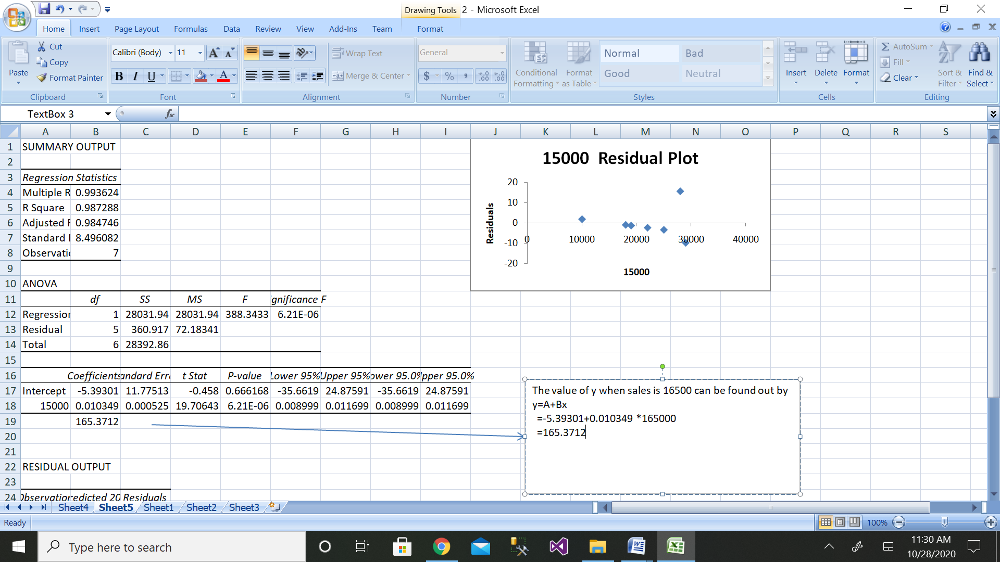 Drawing Tools 2 - Microsoft Excel
Home Insert Page Layout Formulas Data Review View Add-Ins Team Format
Cut Calibri (Body) 11 A A Wrap Text General Normal Bad AutoSum
Copy Fill
Paste Format Painter B I U A Merge & Center $ % , Conditional Formatting Format as Table Good Neutral Insert Delete Format Clear Sort & Filter Find & Select
Clipboard Font Alignment Number Styles Cells Editing
TextBox 3 fx
A B C D E F G H I J K L M N O P Q R S
1 SUMMARY OUTPUT
2
3 Regression Statistics
4 Multiple R 0.993624
5 R Square 0.987288
6 Adjusted F 0.984746
7 Standard E 8.496082
8 Observatio 7
9
10 ANOVA
11 df SS MS F gnificance F
12 Regression 1 28031.94 28031.94 388.3433 6.21E-06
13 Residual 5 360.917 72.18341
14 Total 6 28392.86
15
16 Coefficients andard Erro t Stat P-value Lower 95% Upper 95% ower 95.0% pper 95.0%
17 Intercept -5.39301 11.77513 -0.458 0.666168 -35.6619 24.87591 -35.6619 24.87591
18 15000 0.010349 0.000525 19.70643 6.21E-06 0.008999 0.011699 0.008999 0.011699
19 165.3712
20
21
22 RESIDUAL OUTPUT
23
24 Observation redicted 20 Residuals
15000 Residual Plot
20
10
0
-10
-20
Residuals
0 10000 20000 30000 40000
15000
The value of y when sales is 16500 can be found out by
y=A+Bx
=-5.39301+0.010349 *165000
=165.3712
Sheet4 Sheet5 Sheet1 Sheet2 Sheet3
Ready 100%
Type here to search
11:30 AM
10/28/2020